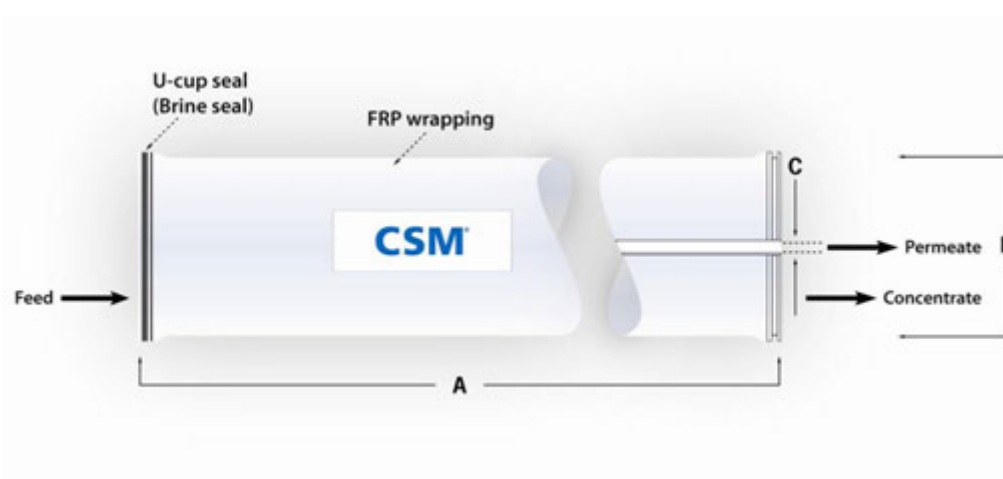 U-cup seal
(Brine seal)
FRP wrapping
C
CSM
Permeate
Feed
Concentrate
A